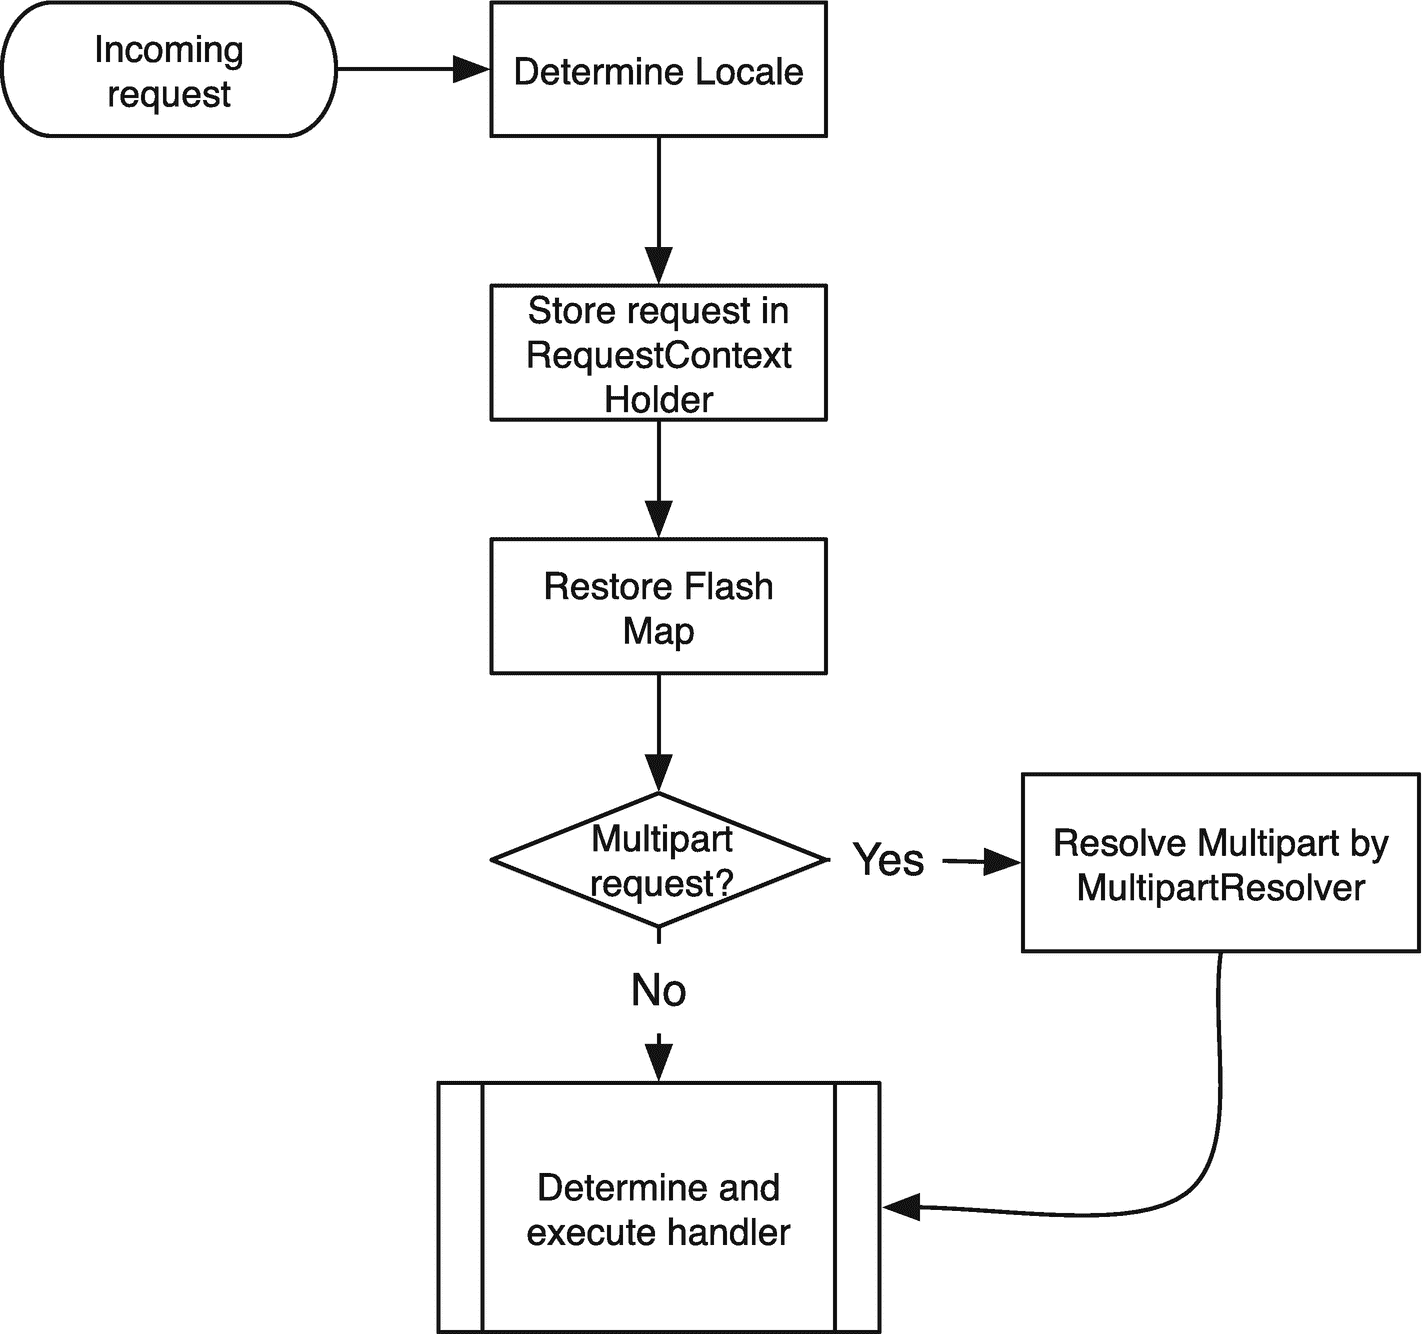 Incoming
request
Determine Locale
Store request in
RequestContext
Holder
Restore Flash
Map
Multipart
request?
Yes
Resolve Multipart by
MultipartResolver
No
Determine and
execute handler